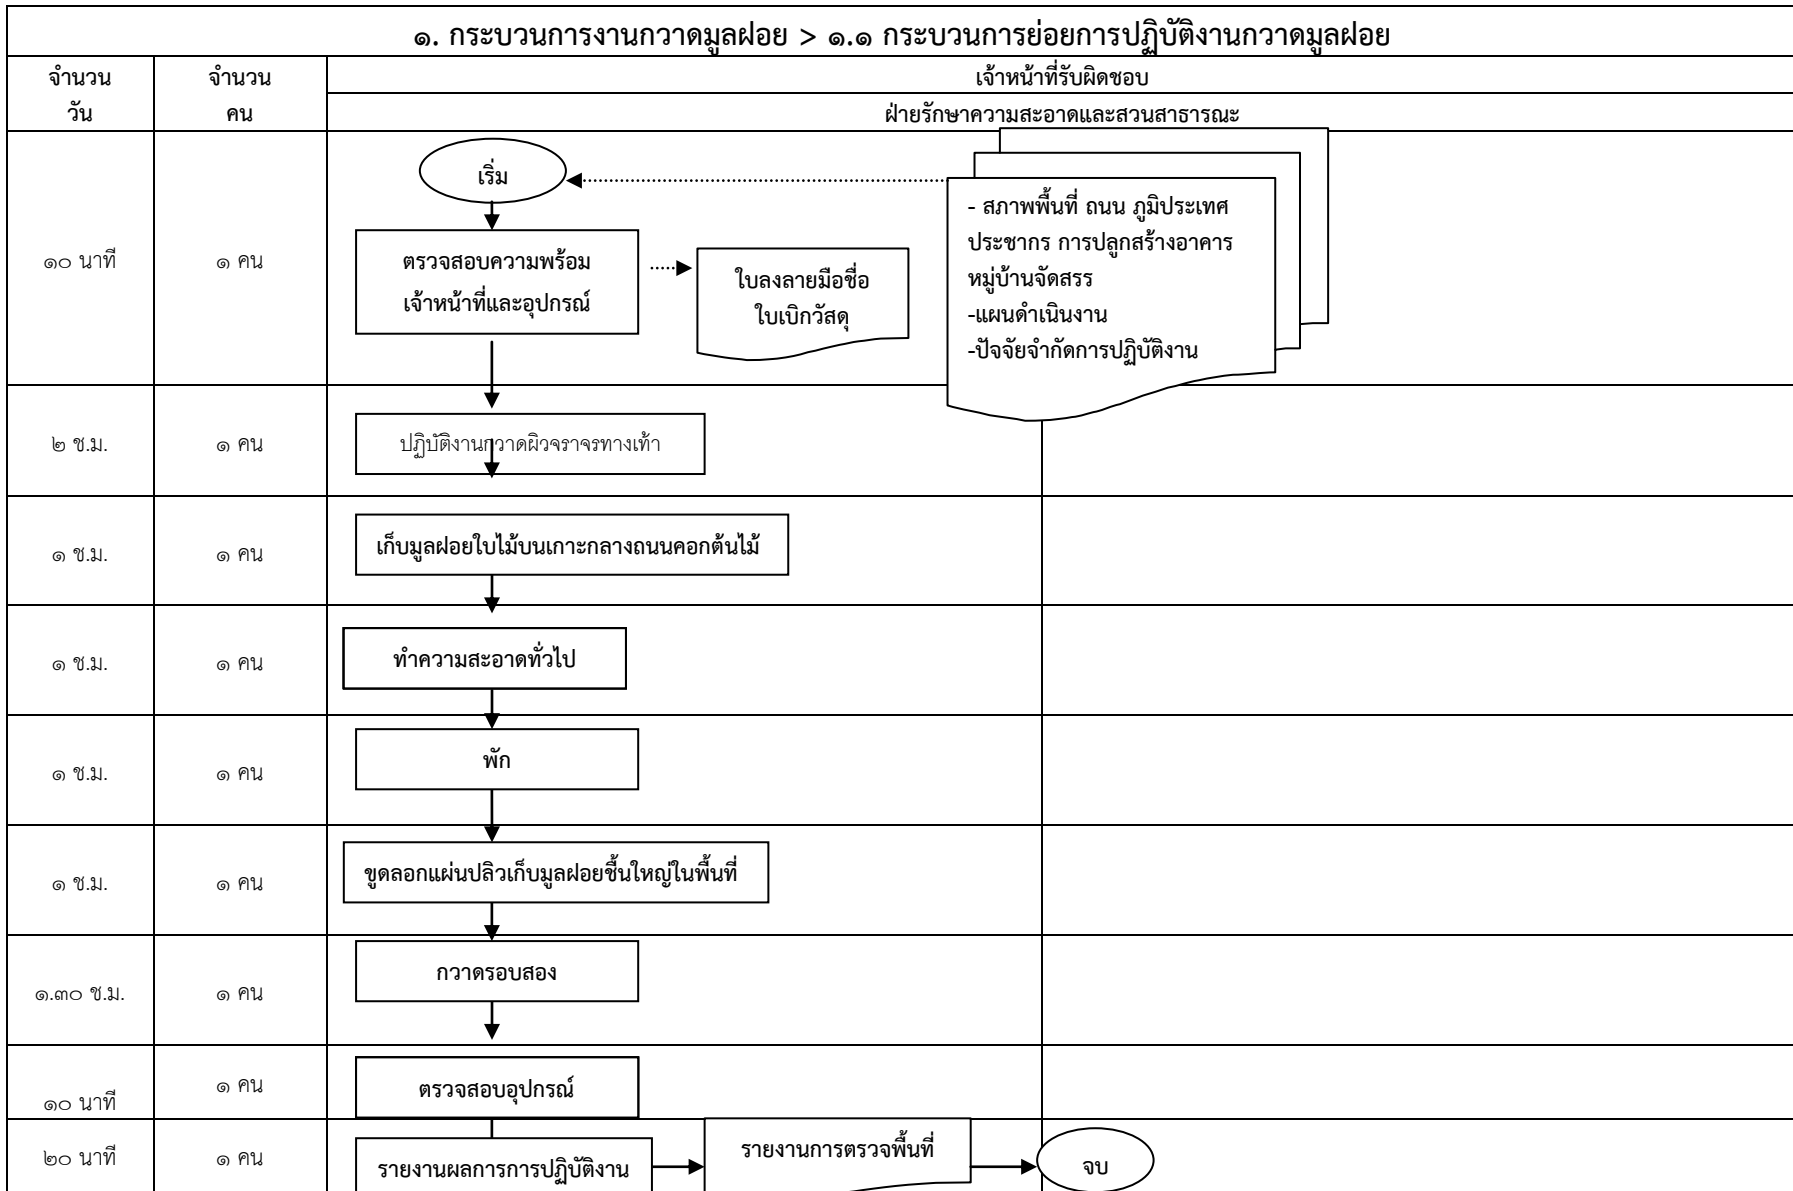 ๑. กระบวนการงานกวาดมูลฝอย > ๑.๑ กระบวนการย่อยการปฏิบัติงานกวาดมูลฝอย
จำนวน
วัน
จำนวน
คน
เจ้าหน้าที่รับผิดชอบ
ฝ่ายรักษาความสะอาดและสวนสาธารณะ
๑๐ นาที
๑ คน
เริ่ม
ตรวจสอบความพร้อม
เจ้าหน้าที่และอุปกรณ์
ใบลงลายมือชื่อ
ใบเบิกวัสดุ
- สภาพพื้นที่ ถนน ภูมิประเทศ
ประชากร การปลูกสร้างอาคาร
หมู่บ้านจัดสรร
-แผนดำเนินงาน
-ปัจจัยจำกัดการปฏิบัติงาน
๒ ช.ม.
๑ คน
ปฏิบัติงานกวาดผิวจราจรทางเท้า
๑ ช.ม.
๑ คน
เก็บมูลฝอยใบไม้บนเกาะกลางถนนคอกต้นไม้
๑ ช.ม.
๑ คน
ทำความสะอาดทั่วไป
๑ ช.ม.
๑ คน
พัก
๑ ช.ม.
๑ คน
ขูดลอกแผ่นปลิวเก็บมูลฝอยชิ้นใหญ่ในพื้นที่
๑.๓๐ ช.ม.
๑ คน
กวาดรอบสอง
๑๐ นาที
๑ คน
ตรวจสอบอุปกรณ์
๒๐ นาที
๑ คน
รายงานผลการการปฏิบัติงาน
รายงานการตรวจพื้นที่
จบ